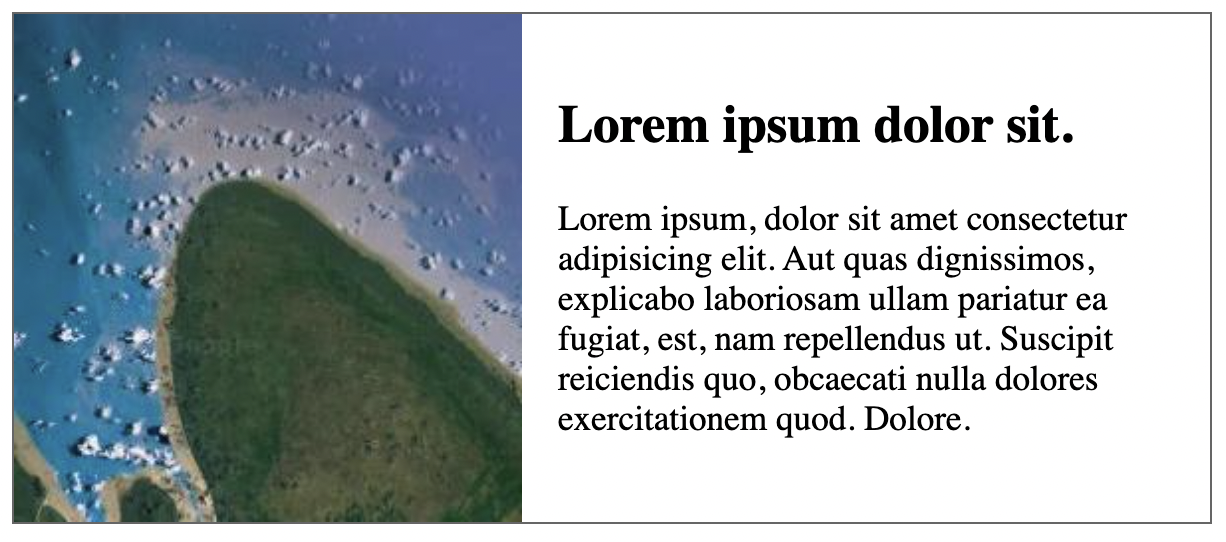 Lorem ipsum dolor sit.
Lorem ipsum, dolor sit amet consectetur
adipisicing elit. Aut quas dignissimos,
explicabo laboriosam ullam pariatur ea
fugiat, est, nam repellendus ut. Suscipit
reiciendis quo, obcaecati nulla dolores
exercitationem quod. Dolore.